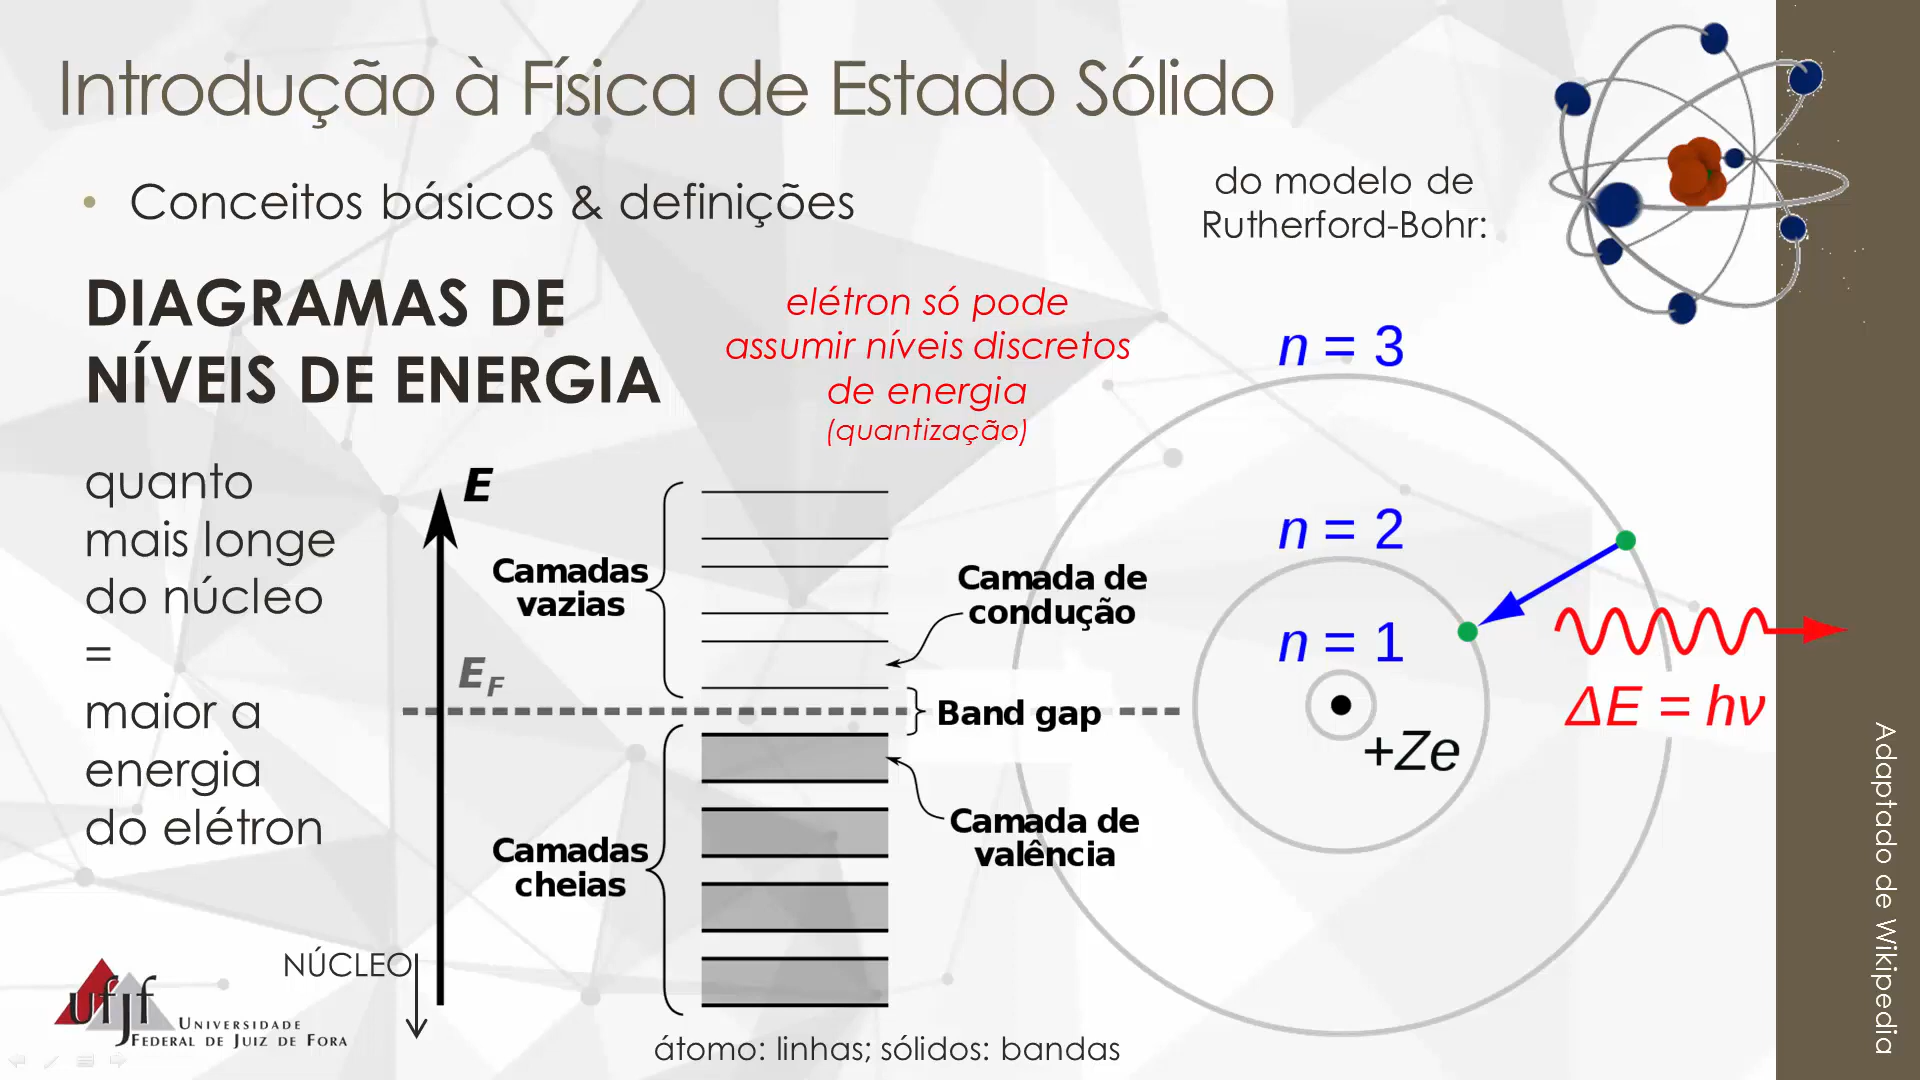 Introdução à Física de Estado Sólido
• Conceitos básicos & definições
do modelo de
Rutherford-Bohr:
DIAGRAMAS DE
NÍVEIS DE ENERGIA
elétron só pode
assumir níveis discretos
de energia
(quantização)
quanto
mais longe
do núcleo
=
maior a
energia
do elétron
E
Camadas
vazias
E_F
Camada de
condução
Band gap
Camada de
valência
Camadas
cheias
NÚCLEO
átomo: linhas; sólidos: bandas
n = 3
n = 2
n = 1
+Ze
ΔE = hν
Adaptado de Wikipedia
ufjf
UNIVERSIDADE
FEDERAL DE JUIZ DE FORA